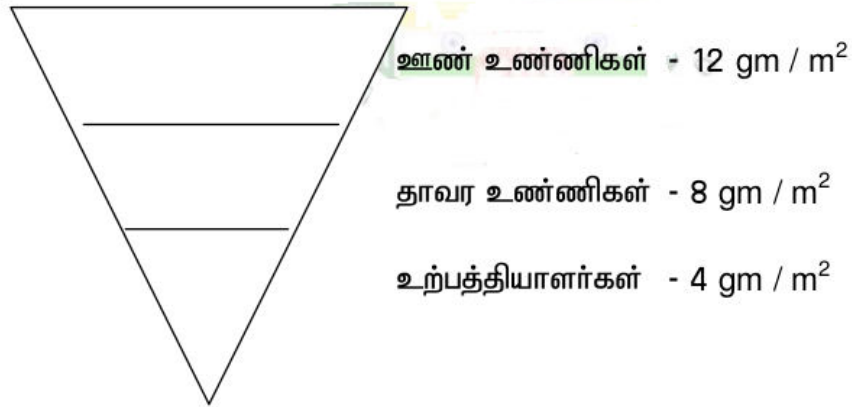 ஊண் உண்ணிகள் - 12 gm / m²
தாவர உண்ணிகள் - 8 gm / m²
உற்பத்தியாளர்கள் - 4 gm / m²